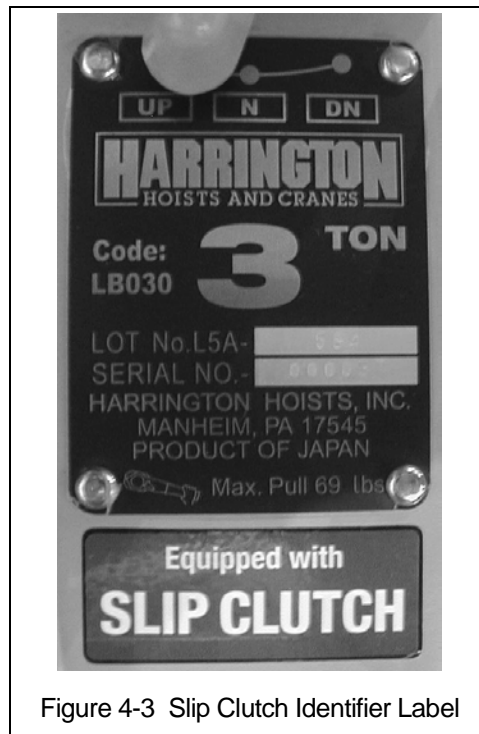 UP N DN
HARRINGTON
HOISTS AND CRANES
Code:
LB030
3 TON
LOT No.L5A-
SERIAL NO.-
HARRINGTON HOISTS, INC.
MANHEIM, PA 17545
PRODUCT OF JAPAN
Max. Pull 69 lbs
Equipped with
SLIP CLUTCH
Figure 4-3 Slip Clutch Identifier Label